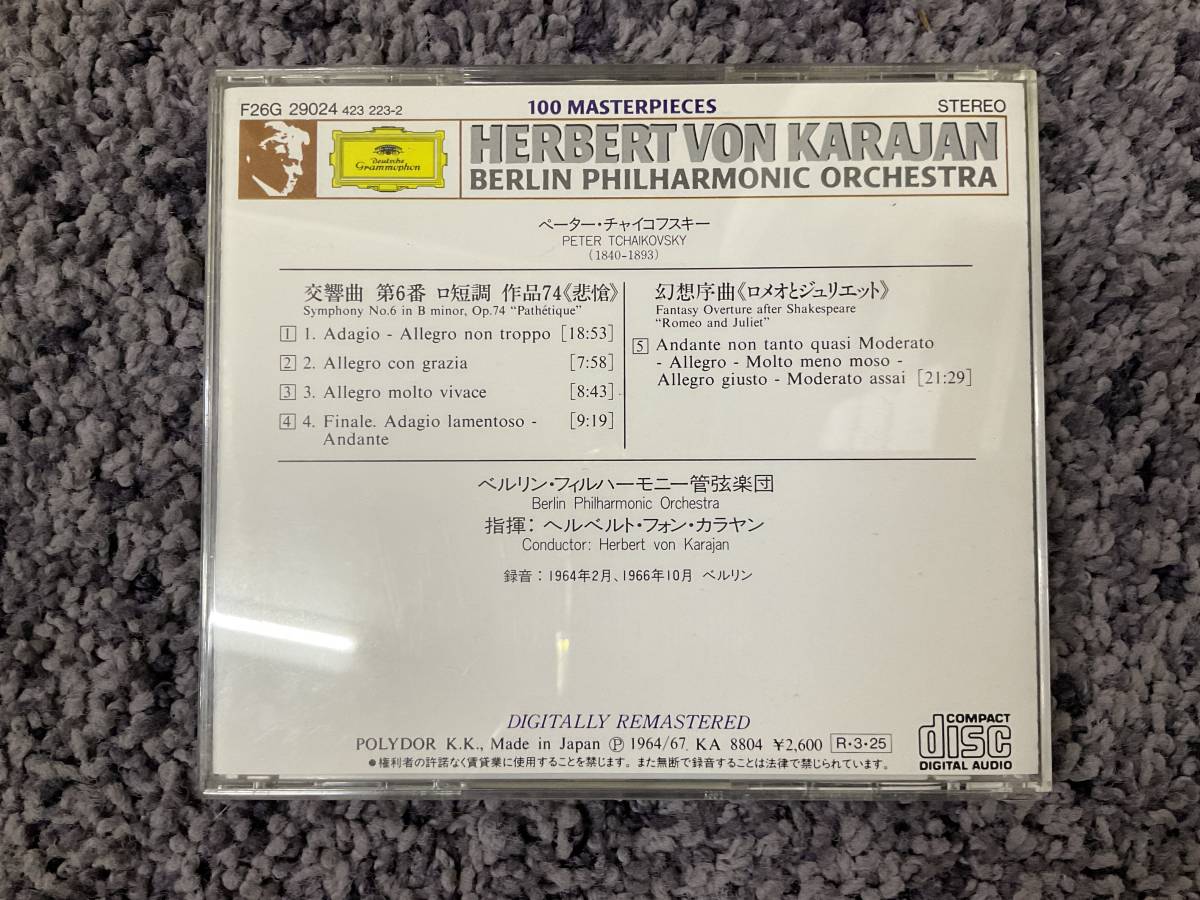 F26G 29024 423 223-2
100 MASTERPIECES
STEREO
Deutsche
Grammophon
HERBERT VON KARAJAN
BERLIN PHILHARMONIC ORCHESTRA
ペーター・チャイコフスキー
PETER TCHAIKOVSKY
(1840-1893)
交響曲 第6番 ロ短調 作品74《悲愴》
Symphony No.6 in B minor, Op.74 “Pathétique”
1 1. Adagio - Allegro non troppo [18:53]
2 2. Allegro con grazia [7:58]
3 3. Allegro molto vivace [8:43]
4 4. Finale. Adagio lamentoso - [9:19]
Andante
幻想序曲《ロメオとジュリエット》
Fantasy Overture after Shakespeare
“Romeo and Juliet”
5 Andante non tanto quasi Moderato
- Allegro - Molto meno moso -
Allegro giusto - Moderato assai [21:29]
ベルリン・フィルハーモニー管弦楽団
Berlin Philharmonic Orchestra
指揮: ヘルベルト・フォン・カラヤン
Conductor: Herbert von Karajan
録音:1964年2月、1966年10月 ベルリン
DIGITALLY REMASTERED
POLYDOR K.K., Made in Japan Ⓟ 1964/67 KA 8804 ¥2,600 R・3・25
●権利者の許諾なく賃貸業に使用することを禁じます。また無断で録音することは法律で禁じられています。
COMPACT
disc
DIGITAL AUDIO